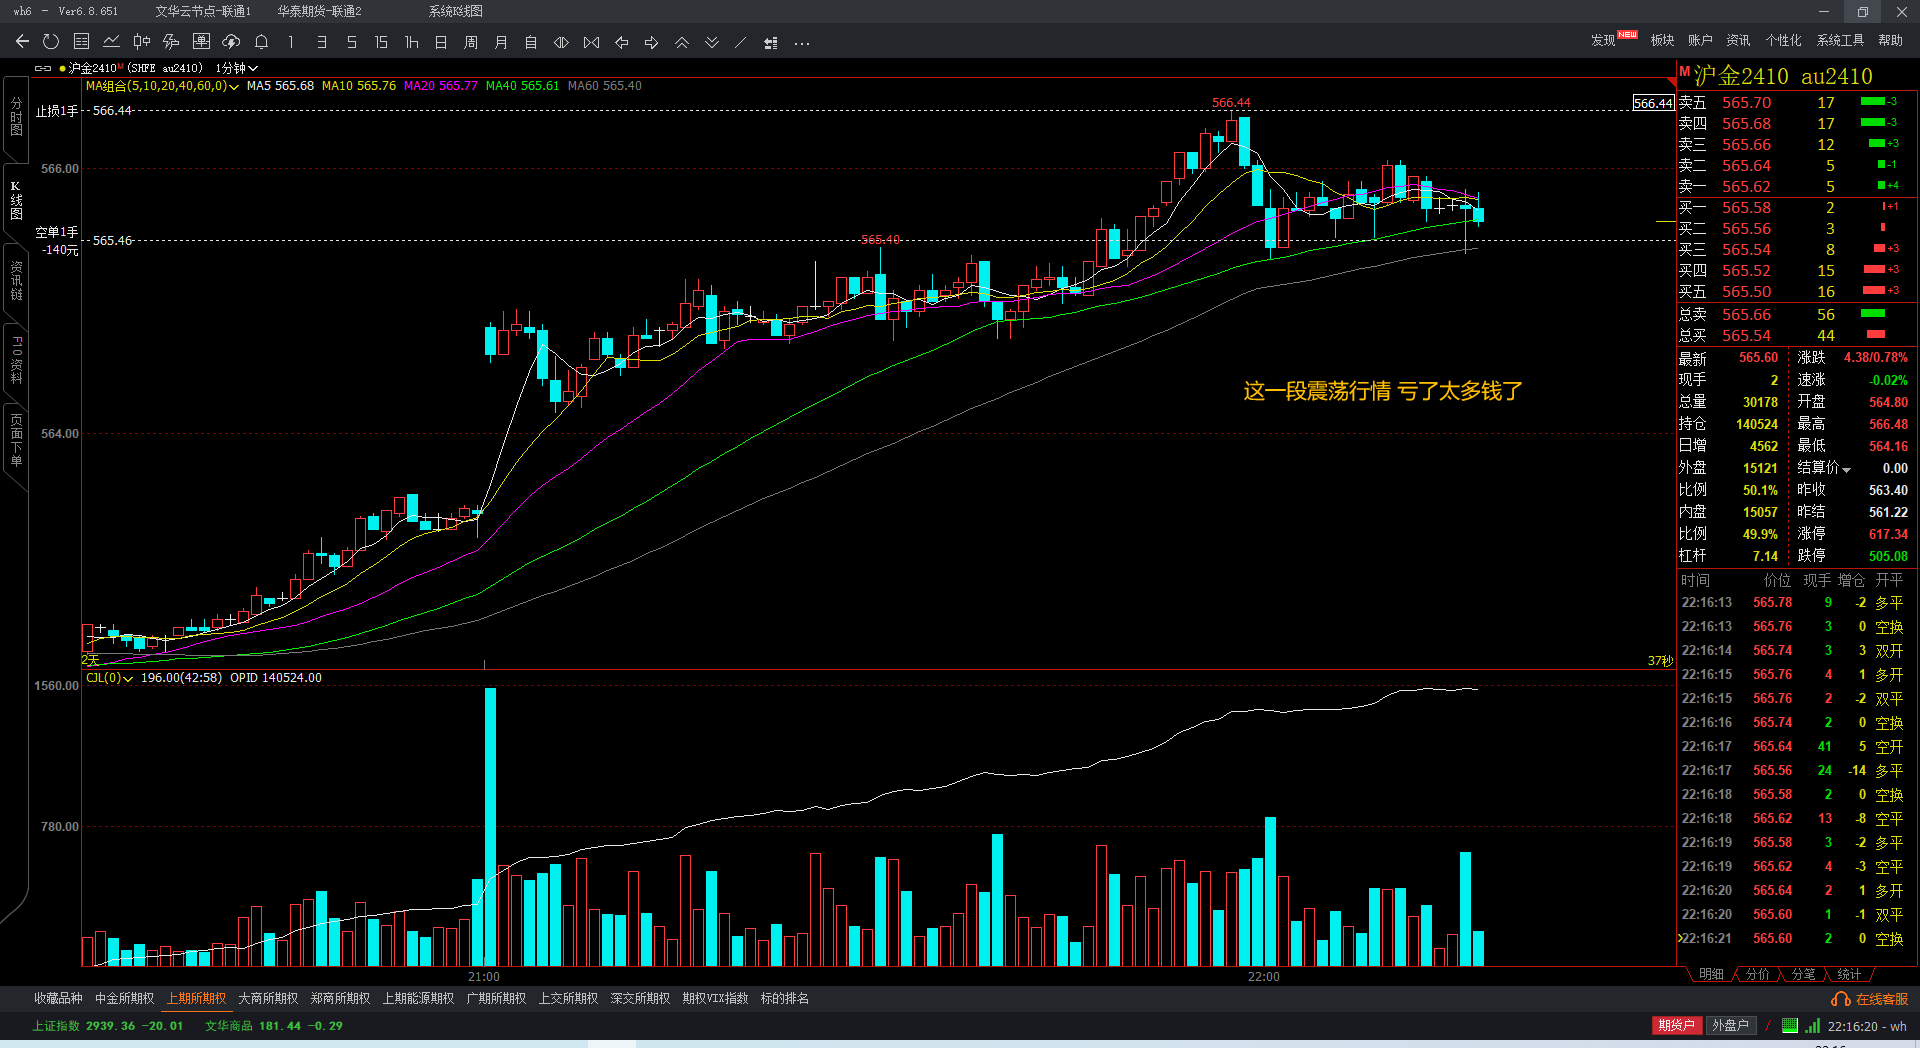 wh6 - Ver6.8.651 文华云节点-联通1 华泰期货-联通2 系统K线图
1 3 5 15 1h 日 周 月 自 ... 发现 NEW 板块 账户 资讯 个性化 系统工具 帮助
沪金2410M (SHFE au2410) 1分钟
MA组合(5,10,20,40,60,0) MA5 565.68 MA10 565.76 MA20 565.77 MA40 565.61 MA60 565.40
分时图
K线图
资讯链
F10资料
页面下单
止损1手 566.44
566.44
566.44
566.00
空单1手
-140元
565.46
565.40
564.00
这一段震荡行情 亏了太多钱了
2天
37秒
CJL(0) 196.00(42:58) OPID 140524.00
1560.00
780.00
21:00 22:00
M 沪金2410 au2410
卖五 565.70 17 -3
卖四 565.68 17 -3
卖三 565.66 12 +3
卖二 565.64 5 -1
卖一 565.62 5 +4
买一 565.58 2 +1
买二 565.56 3
买三 565.54 8 +3
买四 565.52 15 +3
买五 565.50 16 +3
总卖 565.66 56
总买 565.54 44
最新 565.60 涨跌 4.38/0.78%
现手 2 速涨 -0.02%
总量 30178 开盘 564.80
持仓 140524 最高 566.48
日增 4562 最低 564.16
外盘 15121 结算价 0.00
比例 50.1% 昨收 563.40
内盘 15057 昨结 561.22
比例 49.9% 涨停 617.34
杠杆 7.14 跌停 505.08
时间 价位 现手 增仓 开平
22:16:13 565.78 9 -2 多平
22:16:13 565.76 3 0 空换
22:16:14 565.74 3 3 双开
22:16:15 565.76 4 1 多开
22:16:15 565.76 2 -2 双平
22:16:16 565.74 2 0 空换
22:16:17 565.64 41 5 空开
22:16:17 565.56 24 -14 多平
22:16:18 565.58 2 0 空换
22:16:18 565.62 13 -8 空平
22:16:19 565.58 3 -2 多平
22:16:19 565.62 4 -3 空平
22:16:20 565.64 2 1 多开
22:16:20 565.60 1 -1 双平
22:16:21 565.60 2 0 空换
明细 分价 分笔 统计
收藏品种 中金所期权 上期所期权 大商所期权 郑商所期权 上期能源期权 广期所期权 上交所期权 深交所期权 期权VIX指数 标的排名 在线客服
上证指数 2939.36 -20.01 文华商品 181.44 -0.29 期货户 外盘户 22:16:20 - wh